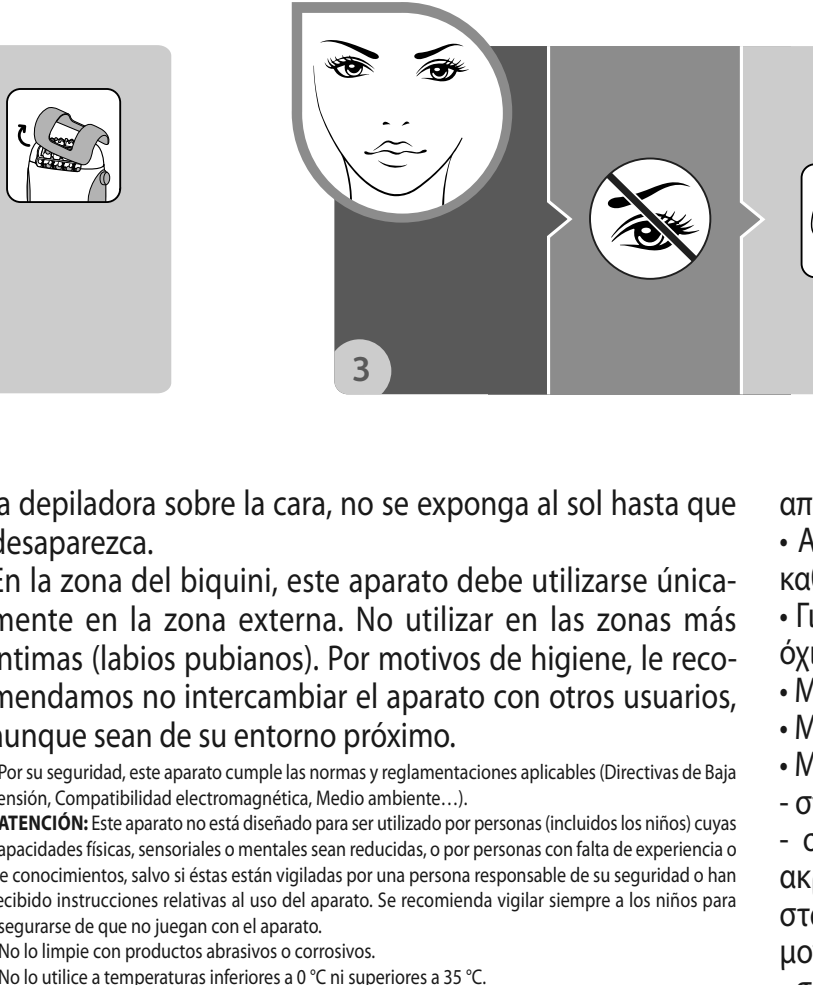 3
a depiladora sobre la cara, no se exponga al sol hasta que
desaparezca.
En la zona del biquini, este aparato debe utilizarse única-
mente en la zona externa. No utilizar en las zonas más
ntimas (labios pubianos). Por motivos de higiene, le reco-
mendamos no intercambiar el aparato con otros usuarios,
aunque sean de su entorno próximo.
Por su seguridad, este aparato cumple las normas y reglamentaciones aplicables (Directivas de Baja
ensión, Compatibilidad electromagnética, Medio ambiente…).
ATENCIÓN: Este aparato no está diseñado para ser utilizado por personas (incluidos los niños) cuyas
apacidades físicas, sensoriales o mentales sean reducidas, o por personas con falta de experiencia o
e conocimientos, salvo si éstas están vigiladas por una persona responsable de su seguridad o han
ecibido instrucciones relativas al uso del aparato. Se recomienda vigilar siempre a los niños para
segurarse de que no juegan con el aparato.
No lo limpie con productos abrasivos o corrosivos.
No lo utilice a temperaturas inferiores a 0 °C ni superiores a 35 °C.
απ
• Α
• Γι
όχι
• Μ
• Μ
• Μ
- σ
ακ
στ
μο